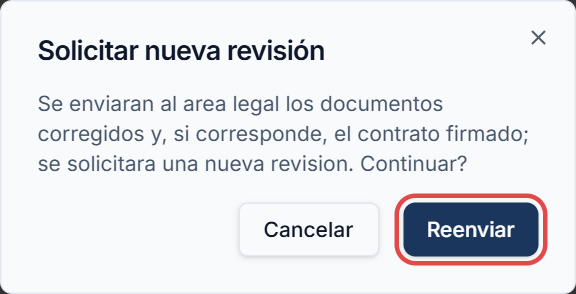 Solicitar nueva revisión
Se enviaran al area legal los documentos
corregidos y, si corresponde, el contrato firmado;
se solicitara una nueva revision. Continuar?
Cancelar
Reenviar